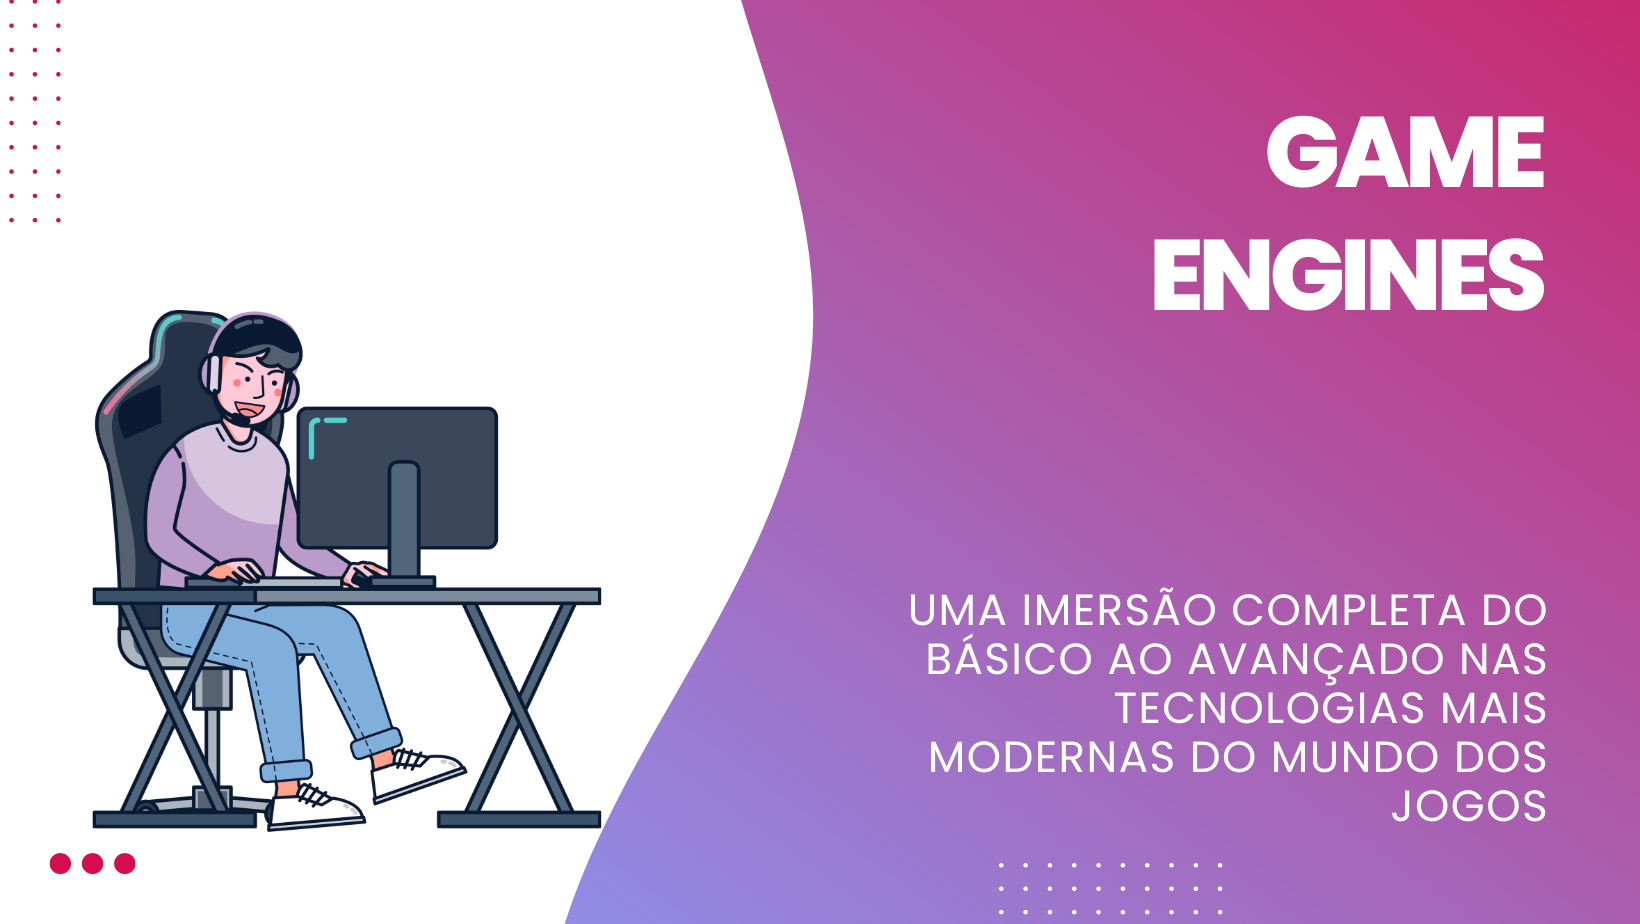 GAME
ENGINES
UMA IMERSÃO COMPLETA DO
BÁSICO AO AVANÇADO NAS
TECNOLOGIAS MAIS
MODERNAS DO MUNDO DOS
JOGOS